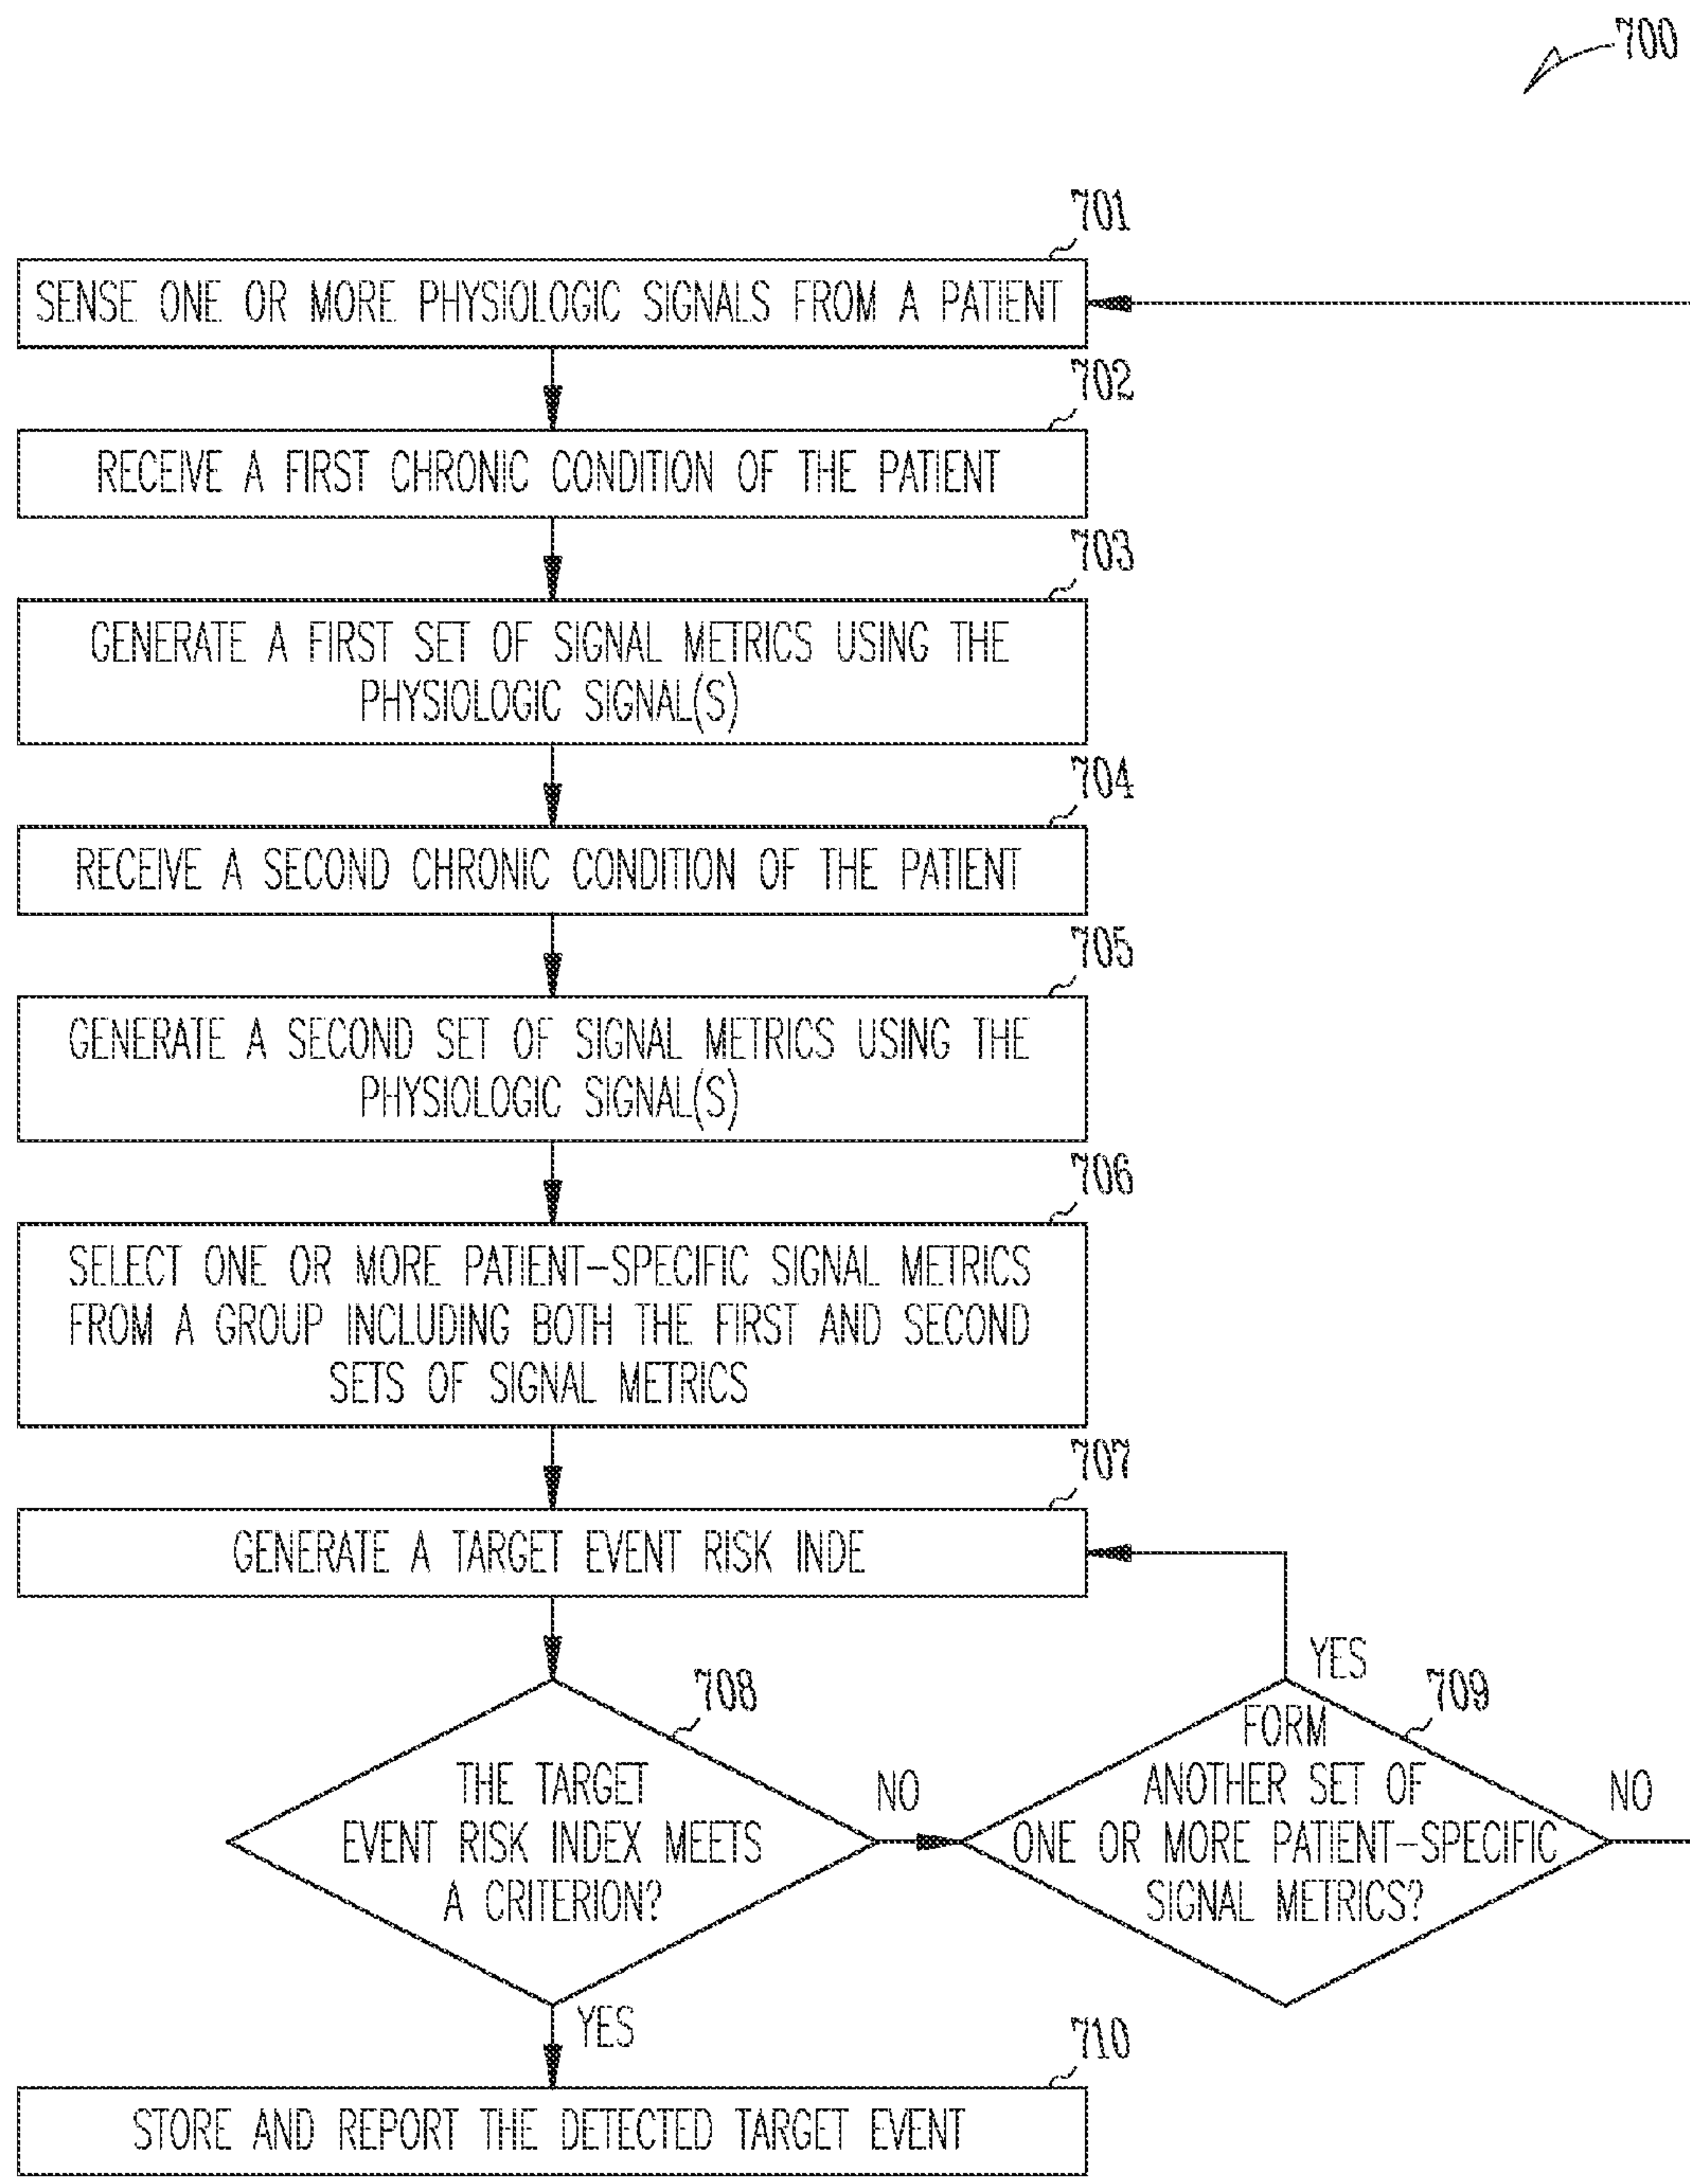 700
701
SENSE ONE OR MORE PHYSIOLOGIC SIGNALS FROM A PATIENT
702
RECEIVE A FIRST CHRONIC CONDITION OF THE PATIENT
703
GENERATE A FIRST SET OF SIGNAL METRICS USING THE
PHYSIOLOGIC SIGNAL(S)
704
RECEIVE A SECOND CHRONIC CONDITION OF THE PATIENT
705
GENERATE A SECOND SET OF SIGNAL METRICS USING THE
PHYSIOLOGIC SIGNAL(S)
706
SELECT ONE OR MORE PATIENT-SPECIFIC SIGNAL METRICS
FROM A GROUP INCLUDING BOTH THE FIRST AND SECOND
SETS OF SIGNAL METRICS
707
GENERATE A TARGET EVENT RISK INDE
708
THE TARGET
EVENT RISK INDEX MEETS
A CRITERION?
NO
YES
709
FORM
ANOTHER SET OF
ONE OR MORE PATIENT-SPECIFIC
SIGNAL METRICS?
NO
YES
710
STORE AND REPORT THE DETECTED TARGET EVENT